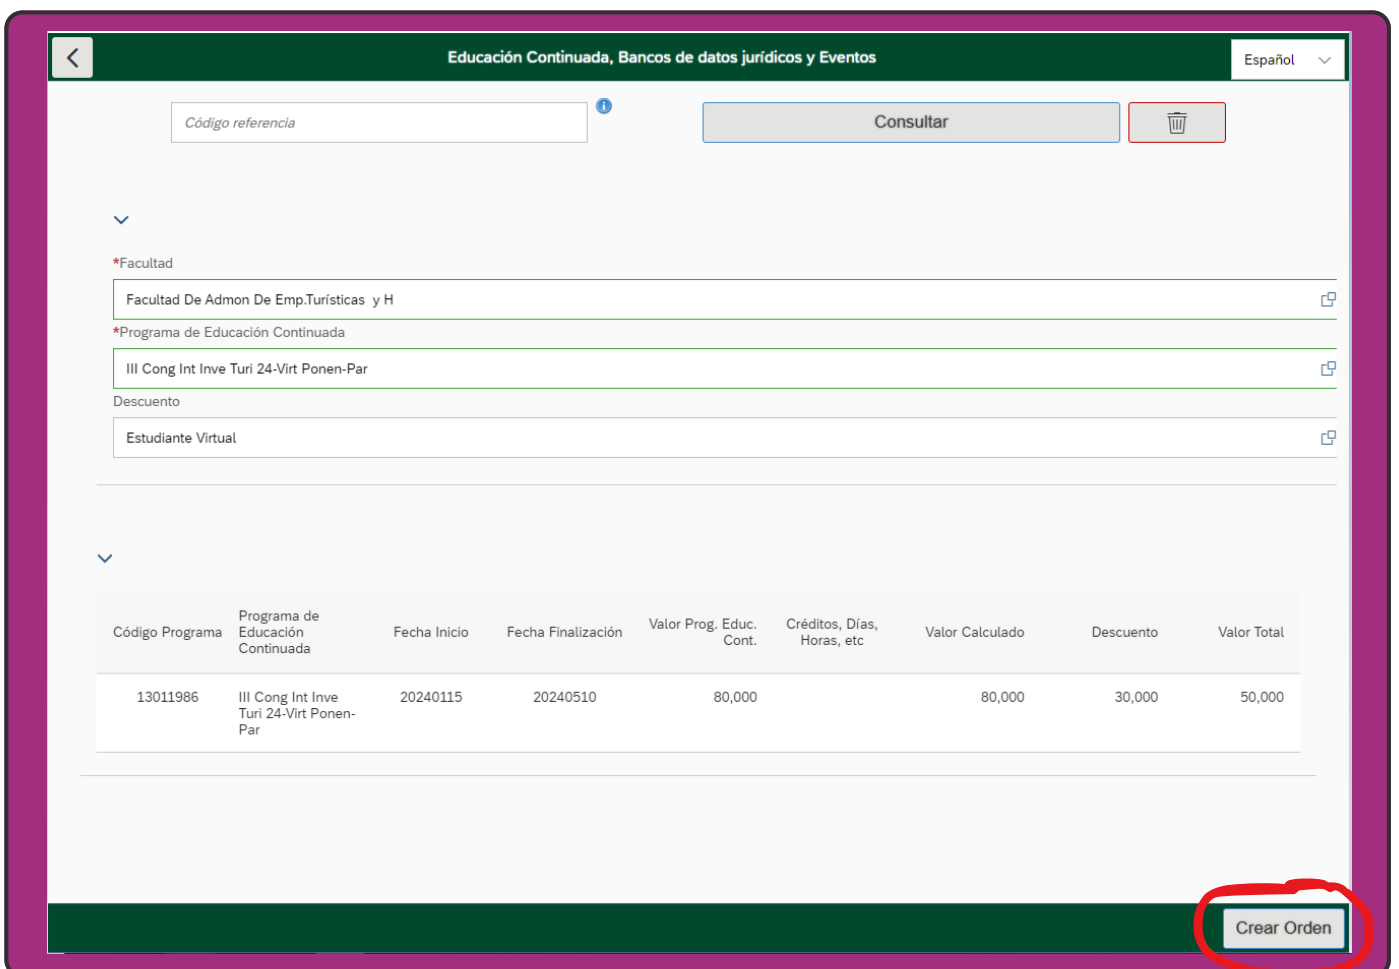 Educación Continuada, Bancos de datos jurídicos y Eventos
Español
Código referencia
Consultar
*Facultad
Facultad De Admon De Emp.Turísticas y H
*Programa de Educación Continuada
III Cong Int Inve Turi 24-Virt Ponen-Par
Descuento
Estudiante Virtual
Código Programa
Programa de
Educación
Continuada
Fecha Inicio
Fecha Finalización
Valor Prog. Educ.
Cont.
Créditos, Días,
Horas, etc
Valor Calculado
Descuento
Valor Total
13011986
III Cong Int Inve
Turi 24-Virt Ponen-
Par
20240115
20240510
80,000
80,000
30,000
50,000
Crear Orden